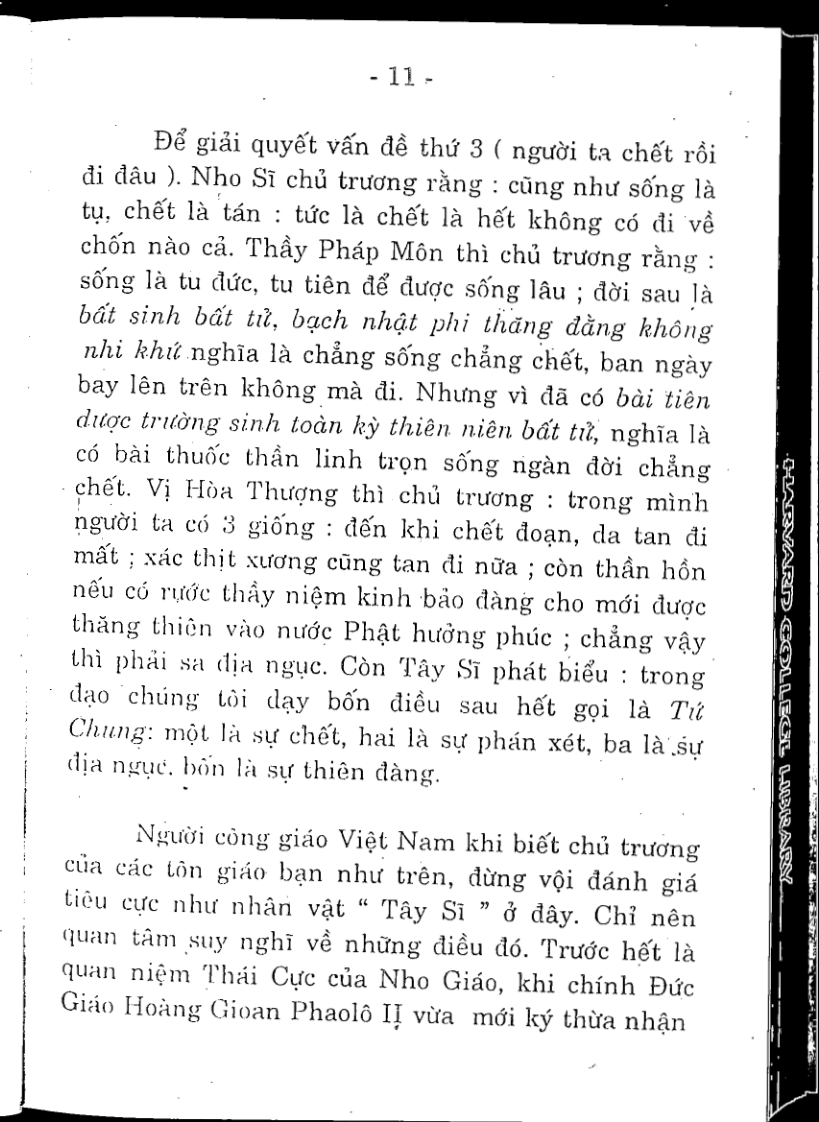 - 11 -
Để giải quyết vấn đề thứ 3 ( người ta chết rồi
đi đâu ). Nho Sĩ chủ trương rằng : cũng như sống là
tụ, chết là tán : tức là chết là hết không có đi về
chốn nào cả. Thầy Pháp Môn thì chủ trương rằng :
sống là tu đức, tu tiên để được sống lâu ; đời sau là
bất sinh bất tử, bạch nhật phi thăng đằng không
nhi khứ nghĩa là chẳng sống chẳng chết, ban ngày
bay lên trên không mà đi. Nhưng vì đã có bài tiên
dược trường sinh toàn kỳ thiên niên bất tử, nghĩa là
có bài thuốc thần linh trọn sống ngàn đời chẳng
chết. Vị Hòa Thượng thì chủ trương : trong mình
người ta có 3 giống : đến khi chết đoạn, da tan đi
mất ; xác thịt xương cũng tan đi nữa ; còn thần hồn
nếu có rước thầy niệm kinh bảo đàng cho mới được
thăng thiên vào nước Phật hưởng phúc ; chẳng vậy
thì phải sa địa ngục. Còn Tây Sĩ phát biểu : trong
đạo chúng tôi dạy bốn điều sau hết gọi là Tứ
Chung: một là sự chết, hai là sự phán xét, ba là sự
địa ngục. bốn là sự thiên đàng.
Người công giáo Việt Nam khi biết chủ trương
của các tôn giáo bạn như trên, đừng vội đánh giá
tiêu cực như nhân vật “ Tây Sĩ ” ở đây. Chỉ nên
quan tâm suy nghĩ về những điều đó. Trước hết là
quan niệm Thái Cực của Nho Giáo, khi chính Đức
Giáo Hoàng Gioan Phaolô II vừa mới ký thừa nhận
HARVARD COLLEGE LIBRARY